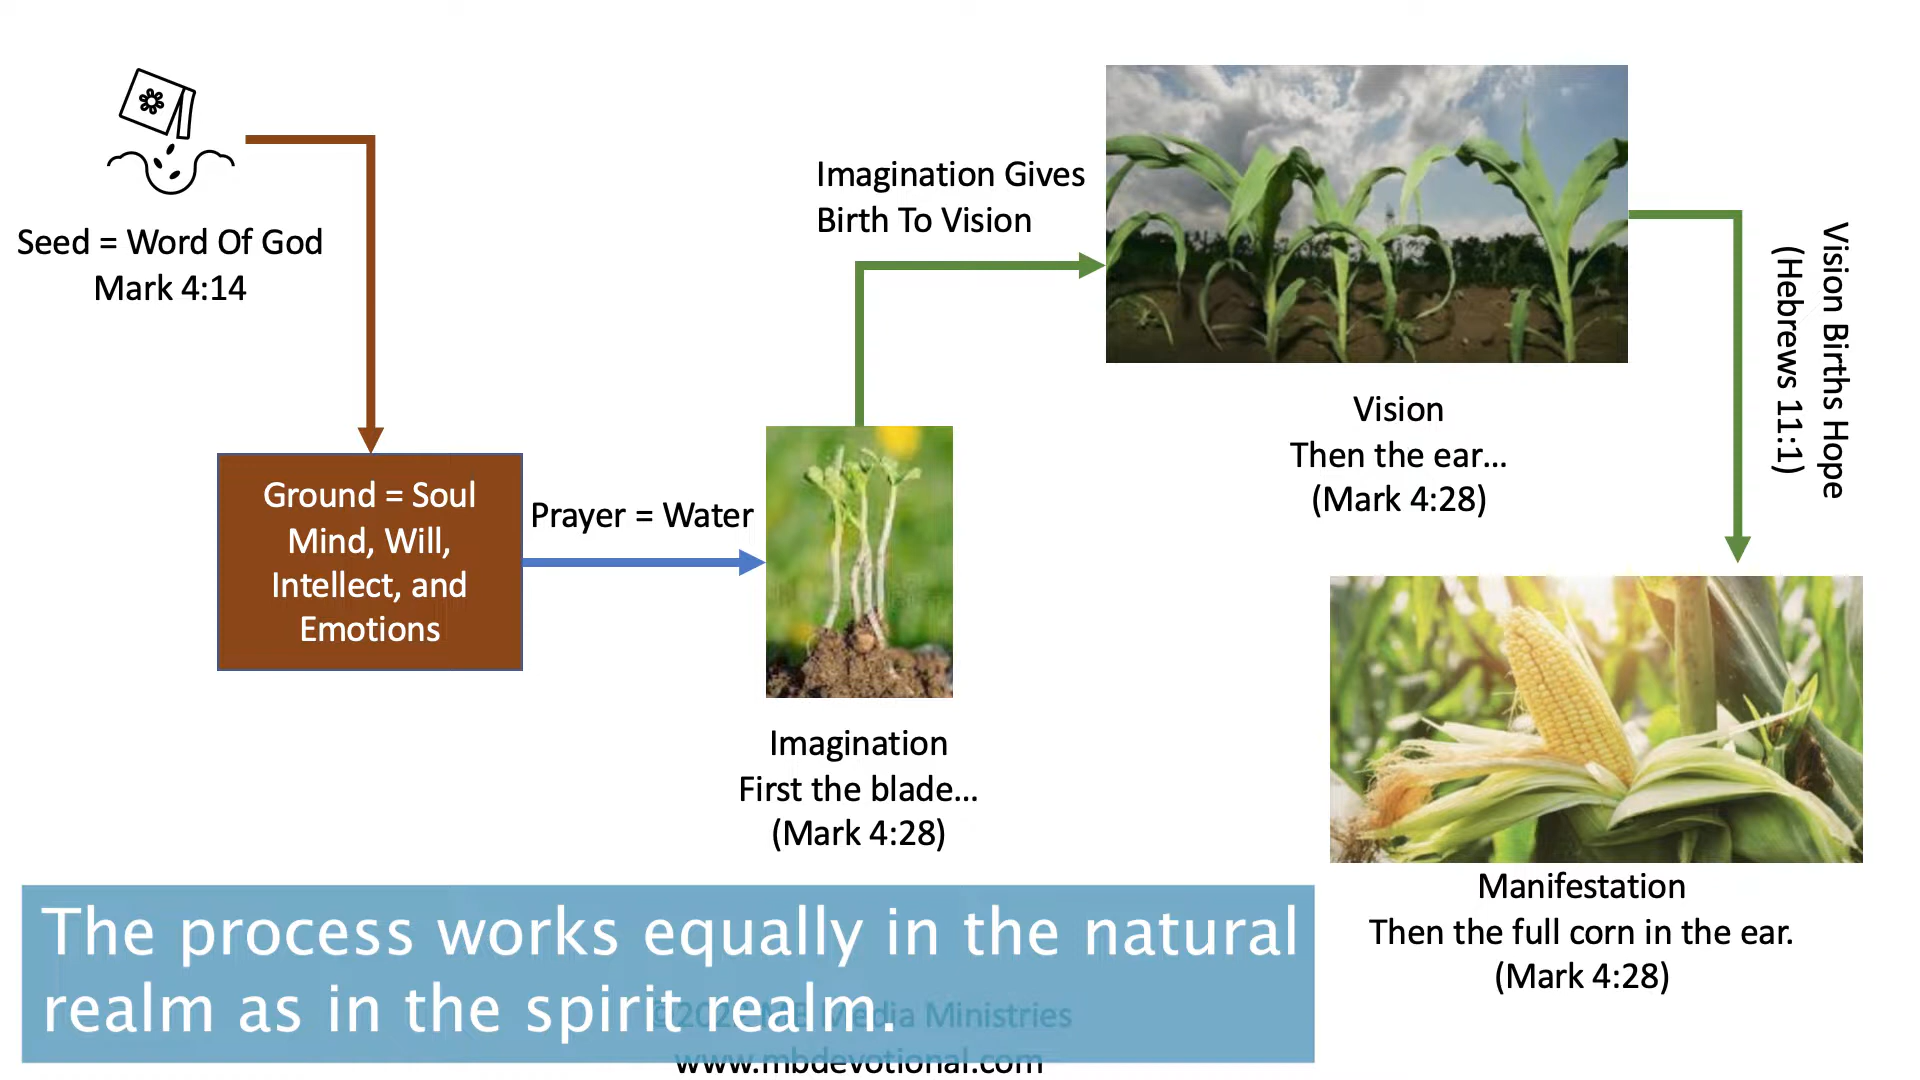 Seed = Word Of God
Mark 4:14
Ground = Soul
Mind, Will,
Intellect, and
Emotions
Prayer = Water
Imagination
First the blade...
(Mark 4:28)
Imagination Gives
Birth To Vision
Vision
Then the ear...
(Mark 4:28)
Vision Births Hope
(Hebrews 11:1)
Manifestation
Then the full corn in the ear.
(Mark 4:28)
The process works equally in the natural
realm as in the spirit realm.
Media Ministries
www.mbdevotional.com